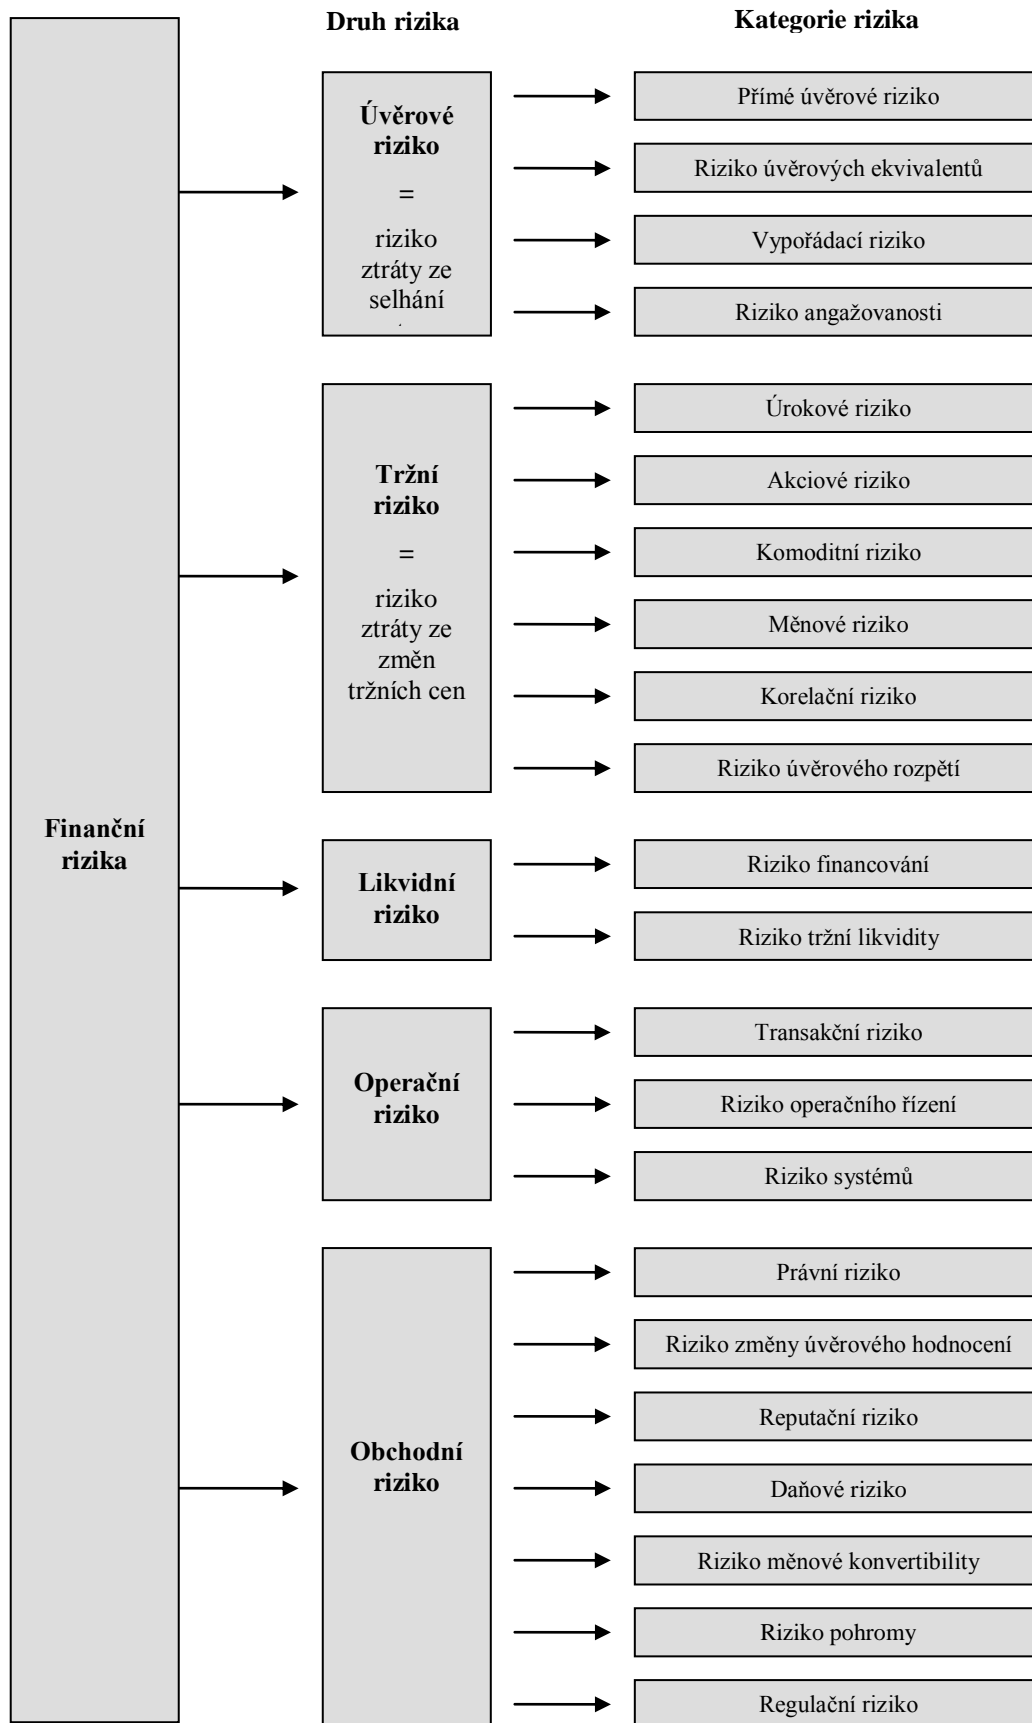 Druh rizika
Kategorie rizika
Finanční
rizika
Úvěrové
riziko
=
riziko
ztráty ze
selhání
Přímé úvěrové riziko
Riziko úvěrových ekvivalentů
Vypořádací riziko
Riziko angažovanosti
Tržní
riziko
=
riziko
ztráty ze
změn
tržních cen
Úrokové riziko
Akciové riziko
Komoditní riziko
Měnové riziko
Korelační riziko
Riziko úvěrového rozpětí
Likvidní
riziko
Riziko financování
Riziko tržní likvidity
Operační
riziko
Transakční riziko
Riziko operačního řízení
Riziko systémů
Obchodní
riziko
Právní riziko
Riziko změny úvěrového hodnocení
Reputační riziko
Daňové riziko
Riziko měnové konvertibility
Riziko pohromy
Regulační riziko